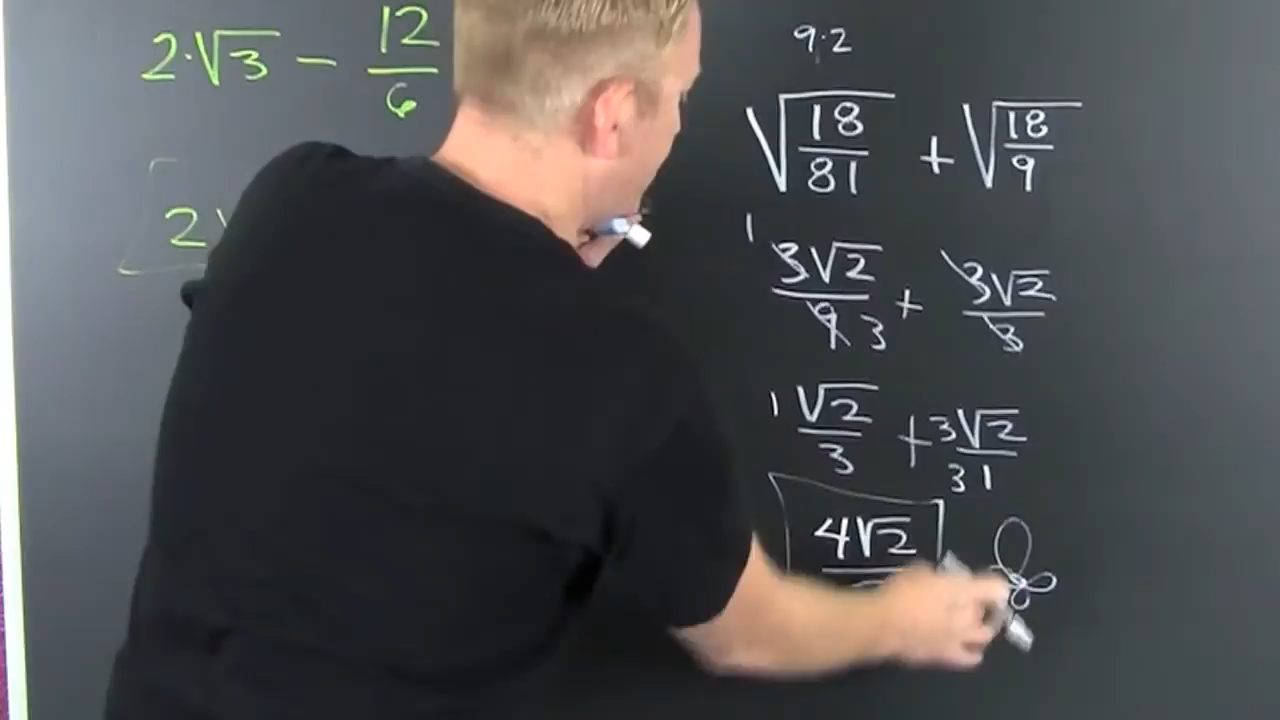 2·√3 − 12/6
2
9·2
√(18/81) + √(18/9)
1 3√2/9 3 + 3√2/3
1 √2/3 + 3√2/3 1
4√2